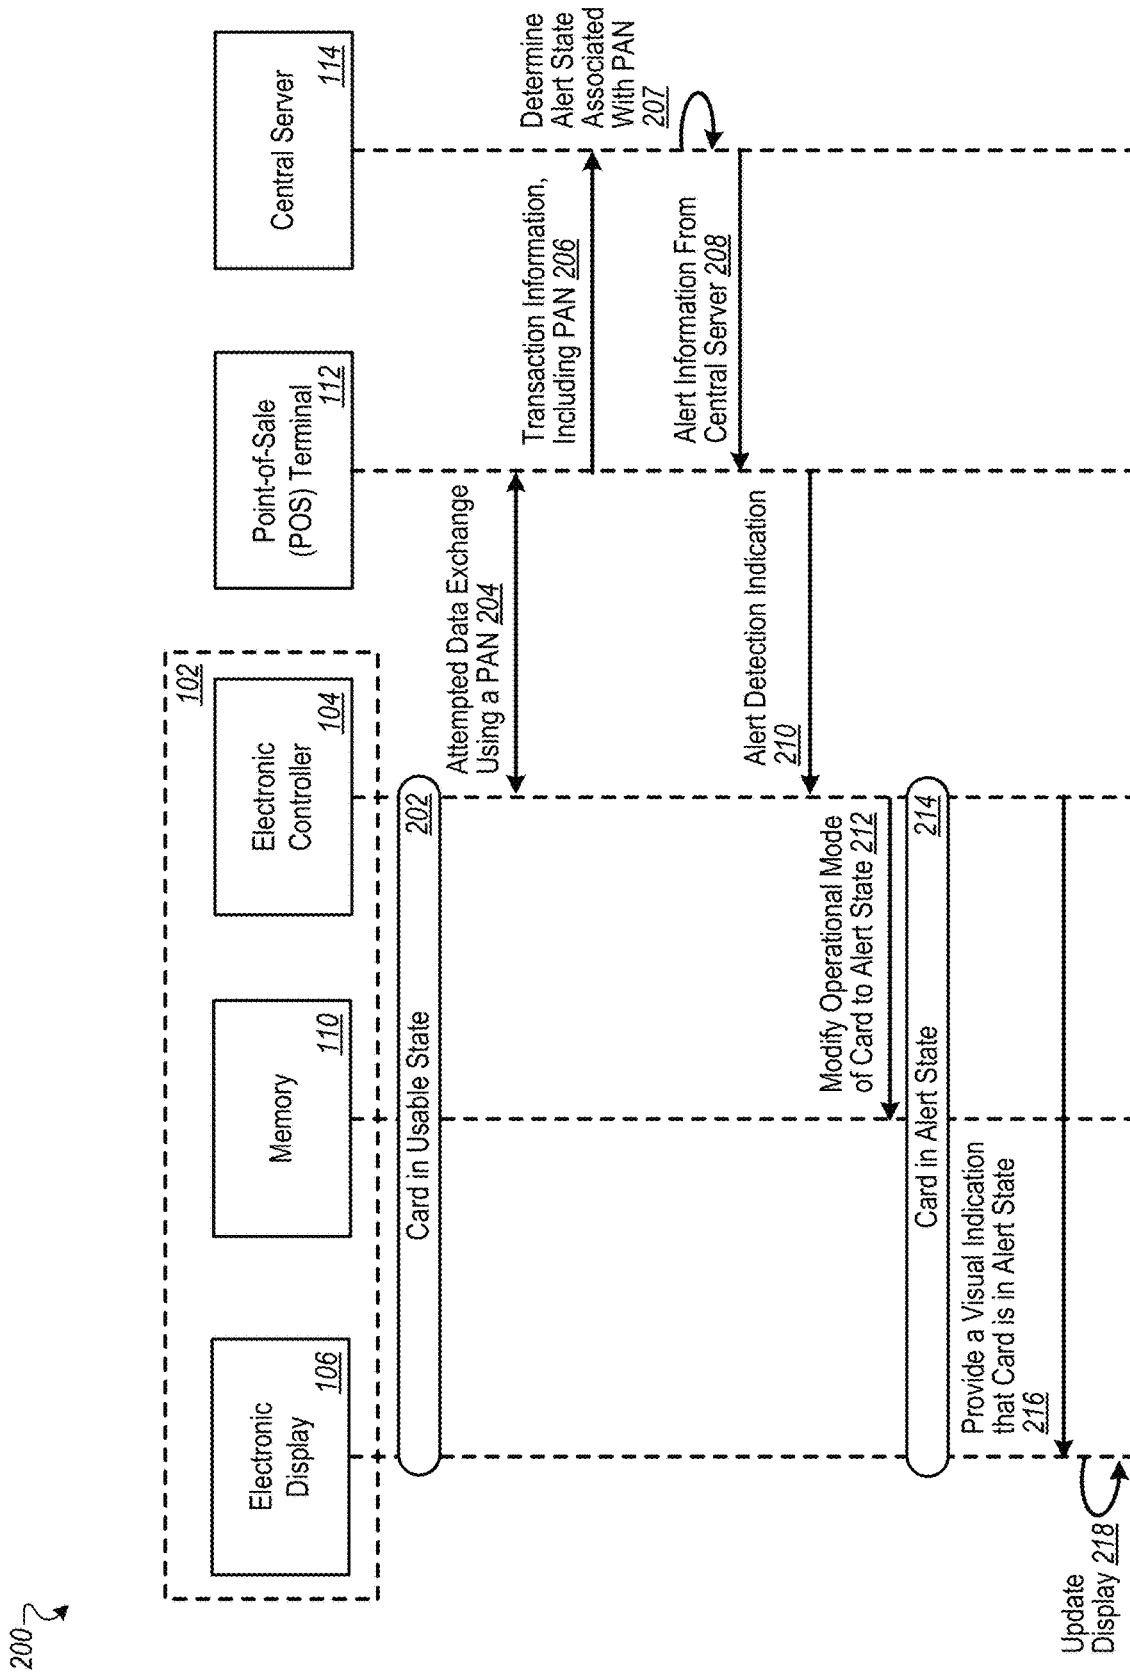 200
102
Electronic
Display
106
Memory
110
Electronic
Controller
104
Point-of-Sale
(POS) Terminal
112
Central Server
114
Card in Usable State
202
Attempted Data Exchange
Using a PAN 204
Transaction Information,
Including PAN 206
Determine
Alert State
Associated
With PAN
207
Alert Information From
Central Server 208
Alert Detection Indication
210
Modify Operational Mode
of Card to Alert State 212
Card in Alert State
214
Provide a Visual Indication
that Card is in Alert State
216
Update
Display 218